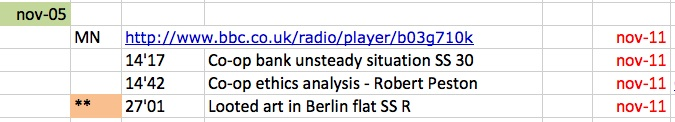 nov-05
MN http://www.bbc.co.uk/radio/player/b03g710k nov-11
14'17 Co-op bank unsteady situation SS 30 nov-11
14'42 Co-op ethics analysis - Robert Peston nov-11
** 27'01 Looted art in Berlin flat SS R nov-11